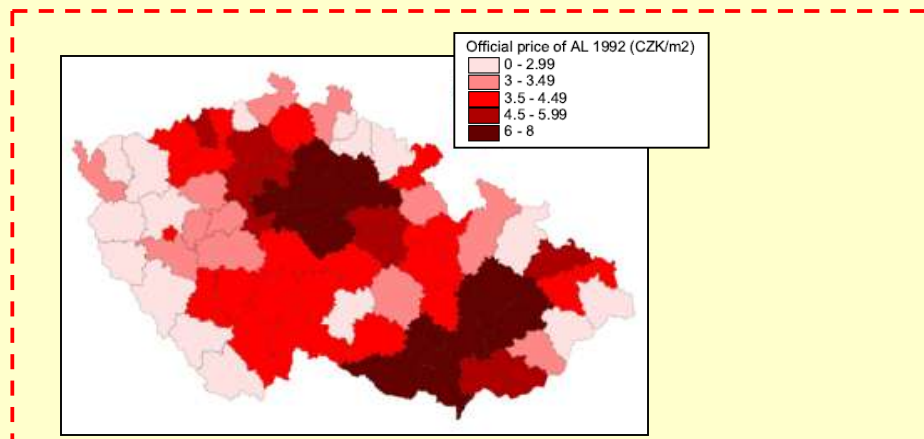 Official price of AL 1992 (CZK/m2)
0 - 2.99
3 - 3.49
3.5 - 4.49
4.5 - 5.99
6 - 8